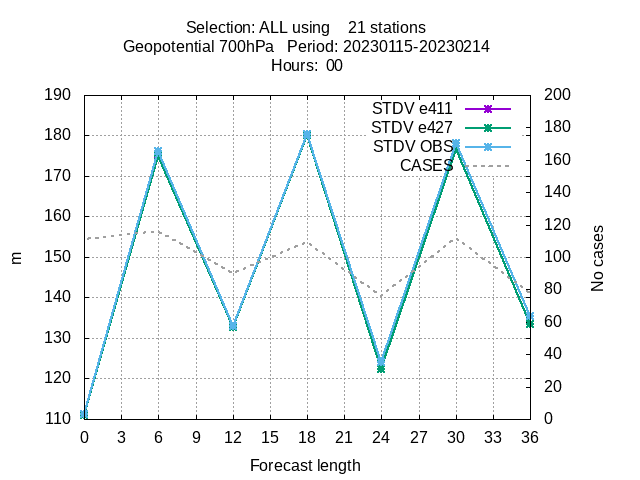 Selection: ALL using    21 stations
Geopotential 700hPa   Period: 20230115-20230214
Hours:  00
190
180
170
160
150
140
130
120
110
200
180
160
140
120
100
80
60
40
20
0
STDV e411
STDV e427
STDV OBS
CASES
m
No cases
0 3 6 9 12 15 18 21 24 27 30 33 36
Forecast length